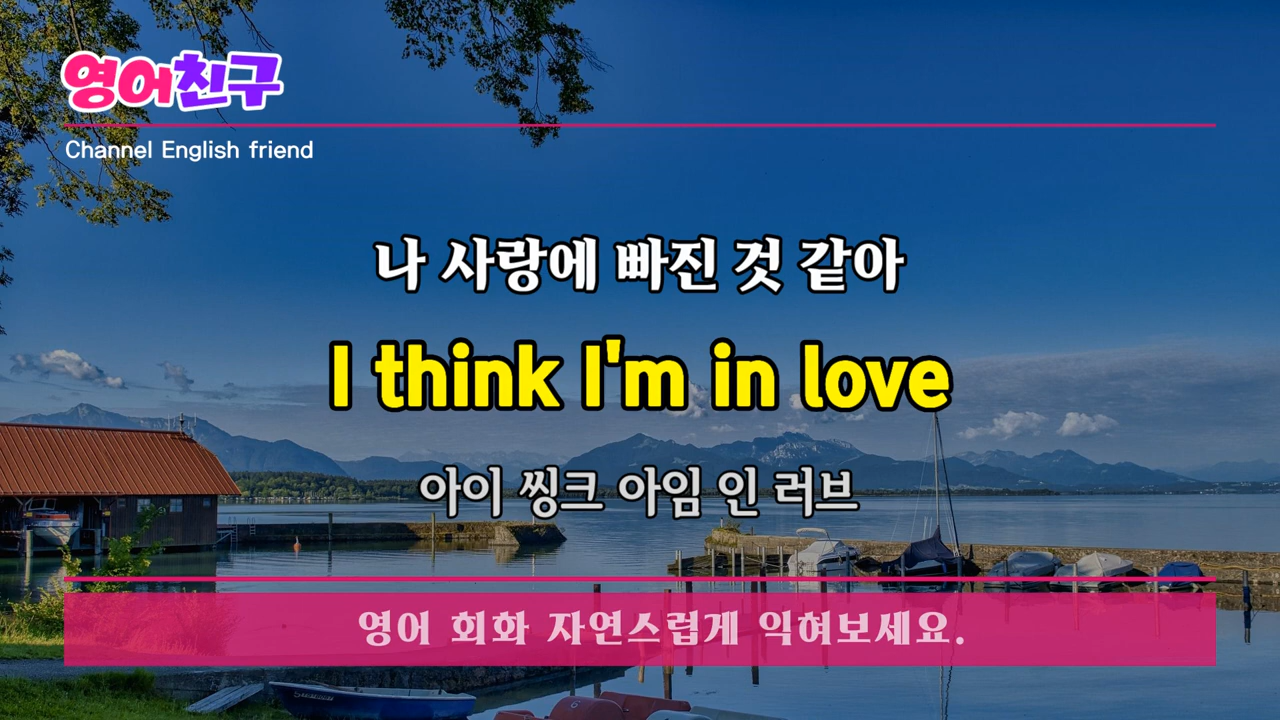 영어친구
Channel English friend
나 사랑에 빠진 것 같아
I think I'm in love
아이 씽크 아임 인 러브
영어 회화 자연스럽게 익혀보세요.